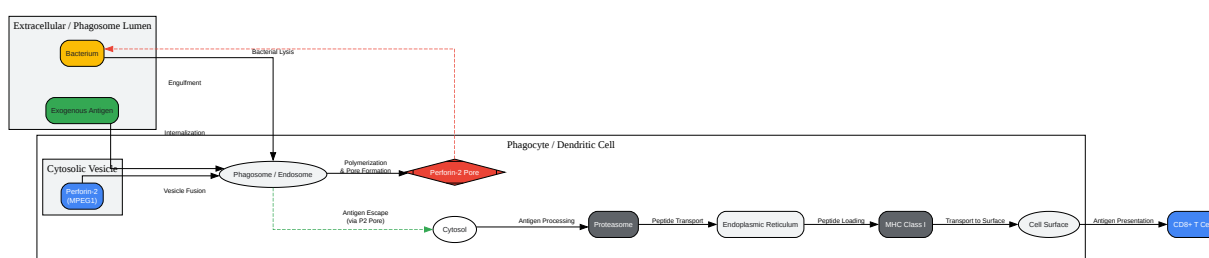 Extracellular / Phagosome Lumen
Bacterium
Bacterial Lysis
Engulfment
Exogenous Antigen
Internalization
Phagocyte / Dendritic Cell
Cytosolic Vesicle
Perforin-2
(MPEG1)
Vesicle Fusion
Phagosome / Endosome
Polymerization
& Pore Formation
Perforin-2 Pore
Antigen Escape
(via P2 Pore)
Cytosol
Antigen Processing
Proteasome
Peptide Transport
Endoplasmic Reticulum
Peptide Loading
MHC Class I
Transport to Surface
Cell Surface
Antigen Presentation
CD8+ T Ce